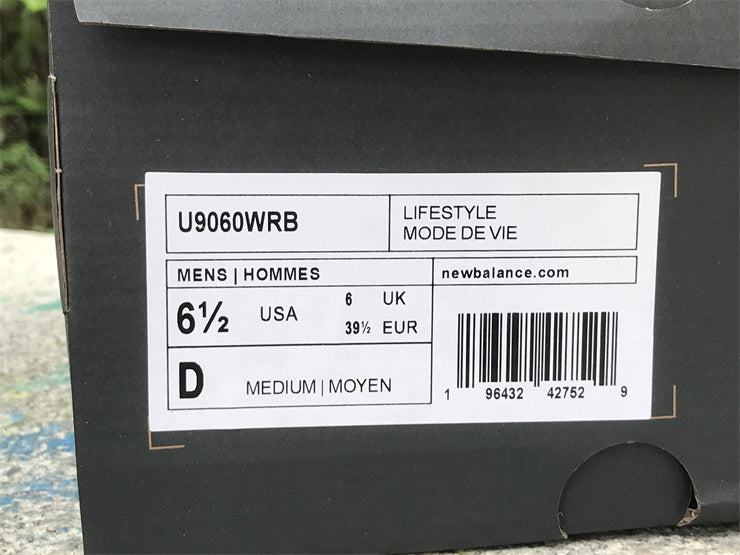 U9060WRB
LIFESTYLE
MODE DE VIE
MENS | HOMMES
newbalance.com
6½ USA
6 UK
39½ EUR
D MEDIUM | MOYEN
1 96432 42752 9